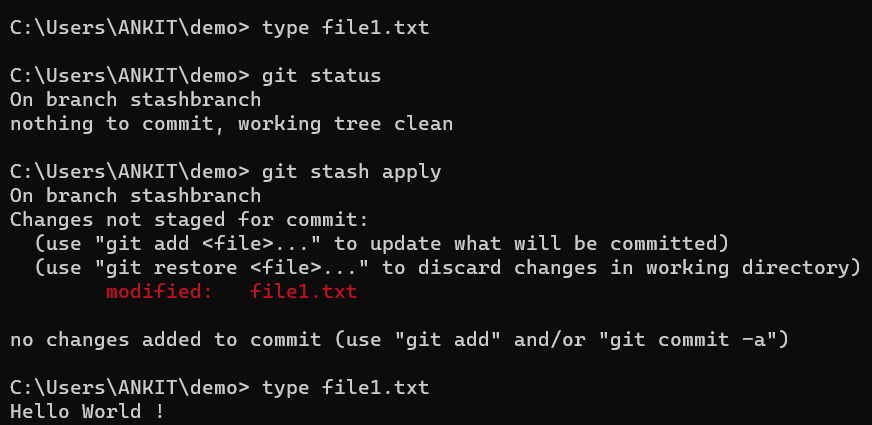 C:\Users\ANKIT\demo> type file1.txt
C:\Users\ANKIT\demo> git status
On branch stashbranch
nothing to commit, working tree clean
C:\Users\ANKIT\demo> git stash apply
On branch stashbranch
Changes not staged for commit:
  (use "git add <file>..." to update what will be committed)
  (use "git restore <file>..." to discard changes in working directory)
        modified:   file1.txt
no changes added to commit (use "git add" and/or "git commit -a")
C:\Users\ANKIT\demo> type file1.txt
Hello World !